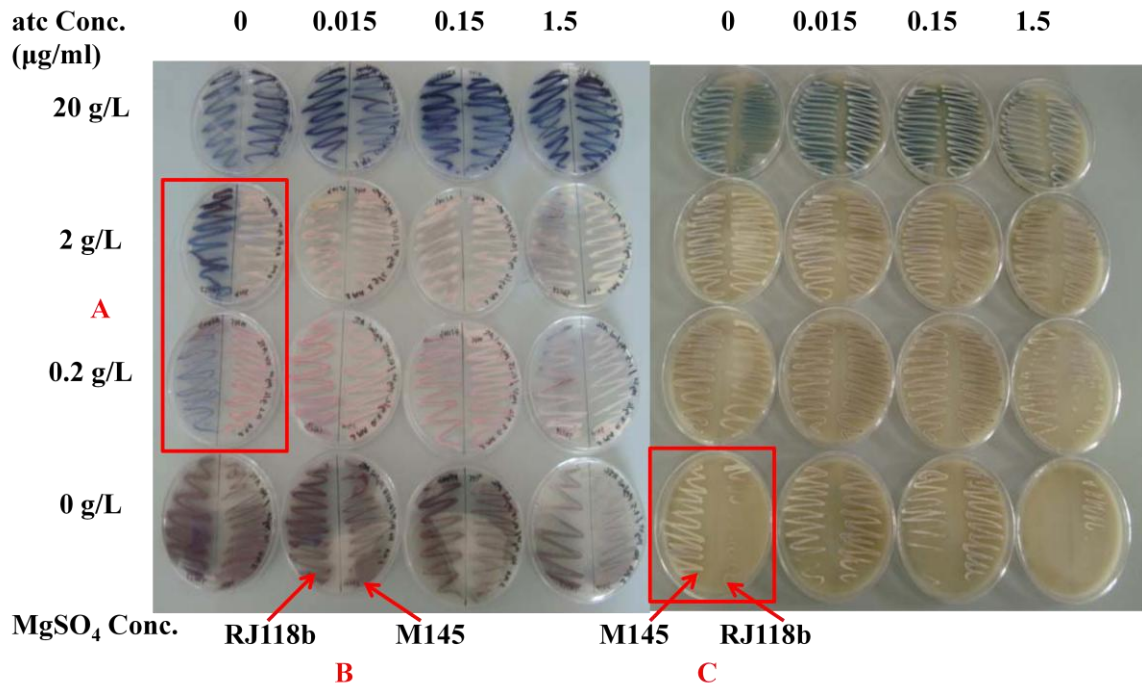 atc Conc. 0 0.015 0.15 1.5 0 0.015 0.15 1.5
(µg/ml)
20 g/L
2 g/L
A
0.2 g/L
0 g/L
MgSO₄ Conc. RJ118b M145 M145 RJ118b
B C